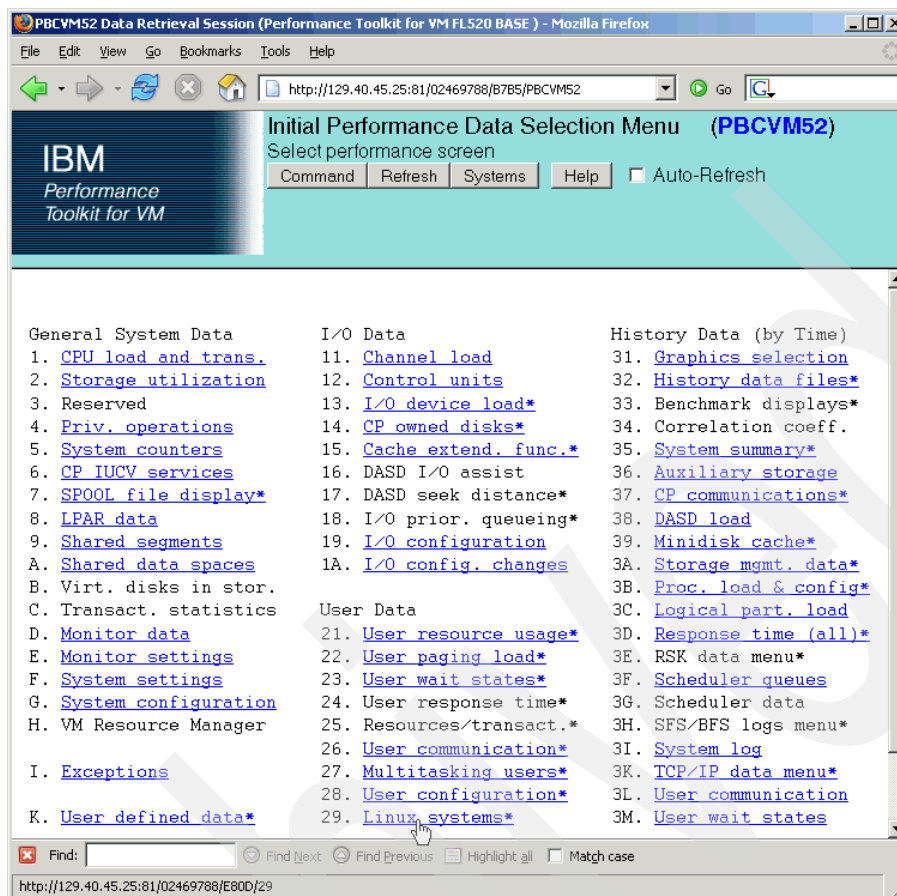 PBCVM52 Data Retrieval Session (Performance Toolkit for VM FL520 BASE ) - Mozilla Firefox
File Edit View Go Bookmarks Tools Help
http://129.40.45.25:81/02469788/B7B5/PBCVM52 Go G
IBM
Performance
Toolkit for VM
Initial Performance Data Selection Menu (PBCVM52)
Select performance screen
Command Refresh Systems Help Auto-Refresh
General System Data I/O Data History Data (by Time)
1. CPU load and trans. 11. Channel load 31. Graphics selection
2. Storage utilization 12. Control units 32. History data files*
3. Reserved 13. I/O device load* 33. Benchmark displays*
4. Priv. operations 14. CP owned disks* 34. Correlation coeff.
5. System counters 15. Cache extend. func.* 35. System summary*
6. CP IUCV services 16. DASD I/O assist 36. Auxiliary storage
7. SPOOL file display* 17. DASD seek distance* 37. CP communications*
8. LPAR data 18. I/O prior. queueing* 38. DASD load
9. Shared segments 19. I/O configuration 39. Minidisk cache*
A. Shared data spaces 1A. I/O config. changes 3A. Storage mgmt. data*
B. Virt. disks in stor. 3B. Proc. load & config*
C. Transact. statistics User Data 3C. Logical part. load
D. Monitor data 21. User resource usage* 3D. Response time (all)*
E. Monitor settings 22. User paging load* 3E. RSK data menu*
F. System settings 23. User wait states* 3F. Scheduler queues
G. System configuration 24. User response time* 3G. Scheduler data
H. VM Resource Manager 25. Resources/transact.* 3H. SFS/BFS logs menu*
26. User communication* 3I. System log
I. Exceptions 27. Multitasking users* 3K. TCP/IP data menu*
28. User configuration* 3L. User communication
K. User defined data* 29. Linux systems* 3M. User wait states
Find: Find Next Find Previous Highlight all Match case
http://129.40.45.25:81/02469788/E80D/29